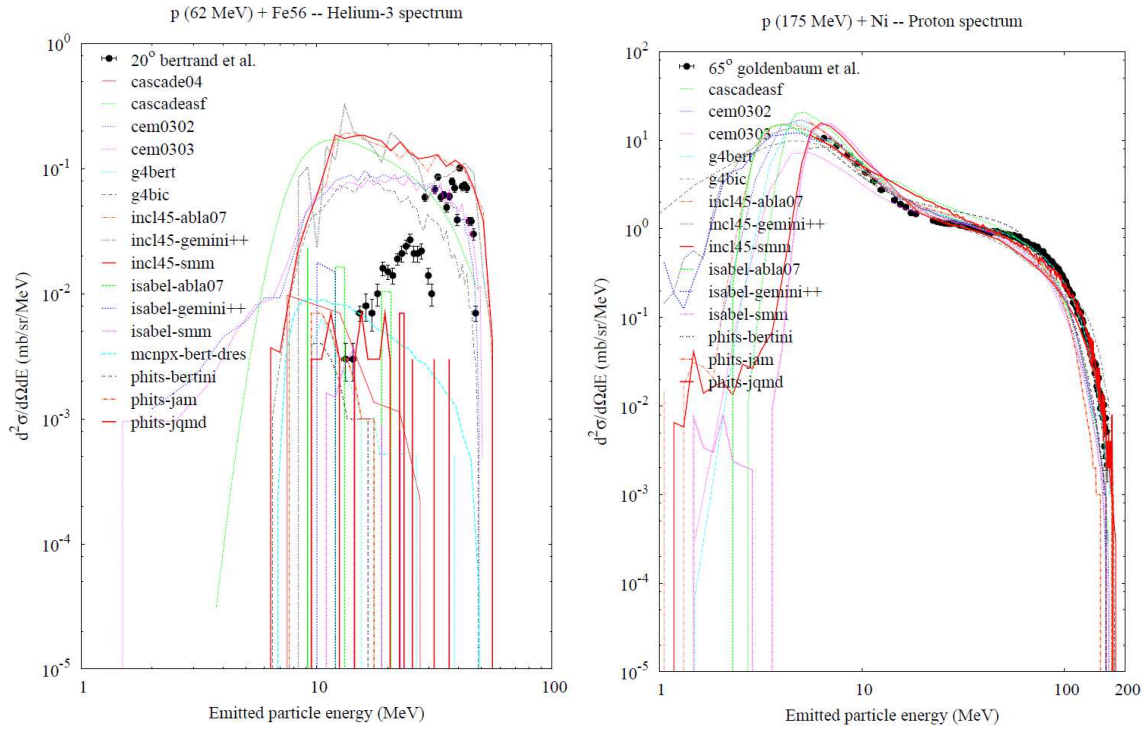 p (62 MeV) + Fe56 -- Helium-3 spectrum
10^0
20° bertrand et al.
cascade04
cascadeasf
cem0302
cem0303
g4bert
g4bic
incl45-abla07
incl45-gemini++
incl45-smm
isabel-abla07
isabel-gemini++
isabel-smm
mcnpx-bert-dres
phits-bertini
phits-jam
phits-jqmd
10^-1
10^-2
10^-3
10^-4
10^-5
d²σ/dΩdE (mb/sr/MeV)
1
10
100
Emitted particle energy (MeV)
p (175 MeV) + Ni -- Proton spectrum
10^2
65° goldenbaum et al.
cascadeasf
cem0302
cem0303
g4bert
g4bic
incl45-abla07
incl45-gemini++
incl45-smm
isabel-abla07
isabel-gemini++
isabel-smm
phits-bertini
phits-jam
phits-jqmd
10^1
10^0
10^-1
10^-2
10^-3
10^-4
10^-5
d²σ/dΩdE (mb/sr/MeV)
1
10
100
200
Emitted particle energy (MeV)